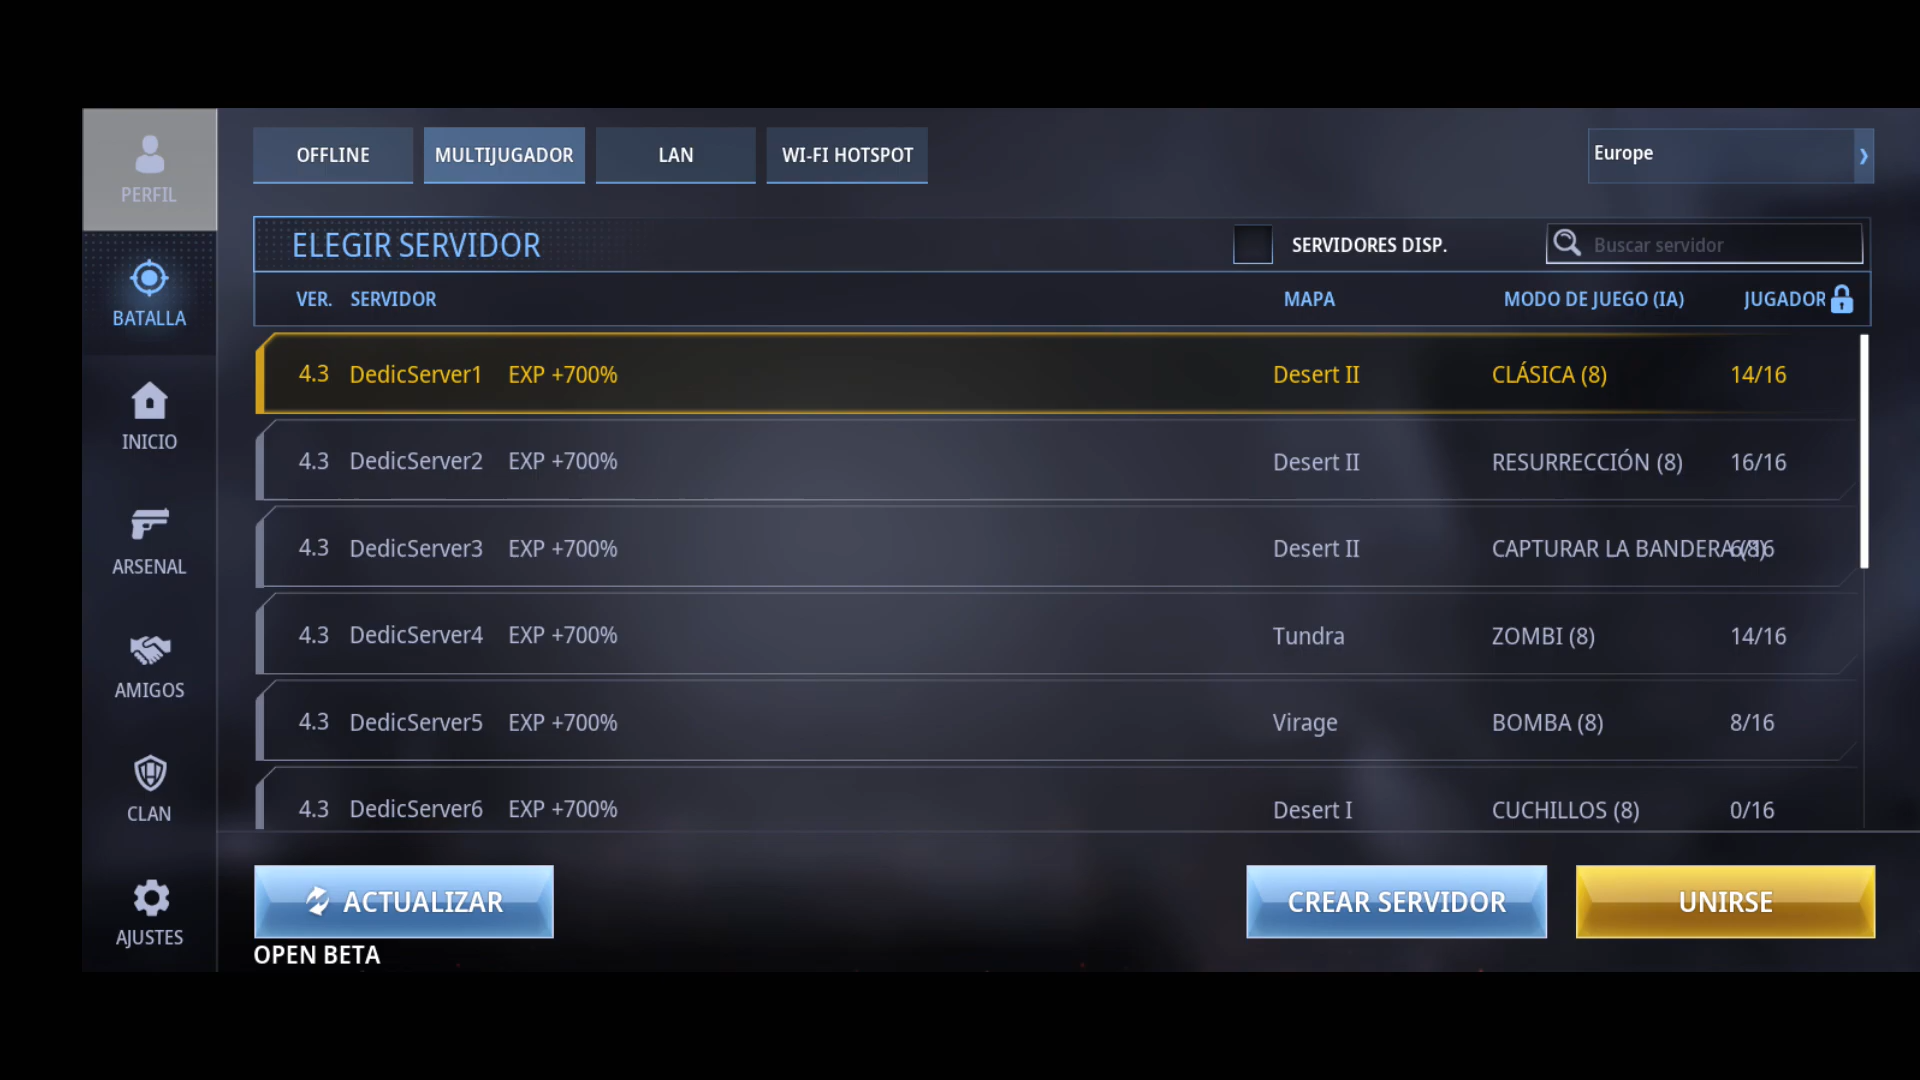 PERFIL
BATALLA
INICIO
ARSENAL
AMIGOS
CLAN
AJUSTES
OFFLINE MULTIJUGADOR LAN WI-FI HOTSPOT Europe
ELEGIR SERVIDOR SERVIDORES DISP. Buscar servidor
VER. SERVIDOR MAPA MODO DE JUEGO (IA) JUGADOR
4.3 DedicServer1 EXP +700% Desert II CLÁSICA (8) 14/16
4.3 DedicServer2 EXP +700% Desert II RESURRECCIÓN (8) 16/16
4.3 DedicServer3 EXP +700% Desert II CAPTURAR LA BANDERA (8) 6/16
4.3 DedicServer4 EXP +700% Tundra ZOMBI (8) 14/16
4.3 DedicServer5 EXP +700% Virage BOMBA (8) 8/16
4.3 DedicServer6 EXP +700% Desert I CUCHILLOS (8) 0/16
ACTUALIZAR CREAR SERVIDOR UNIRSE
OPEN BETA